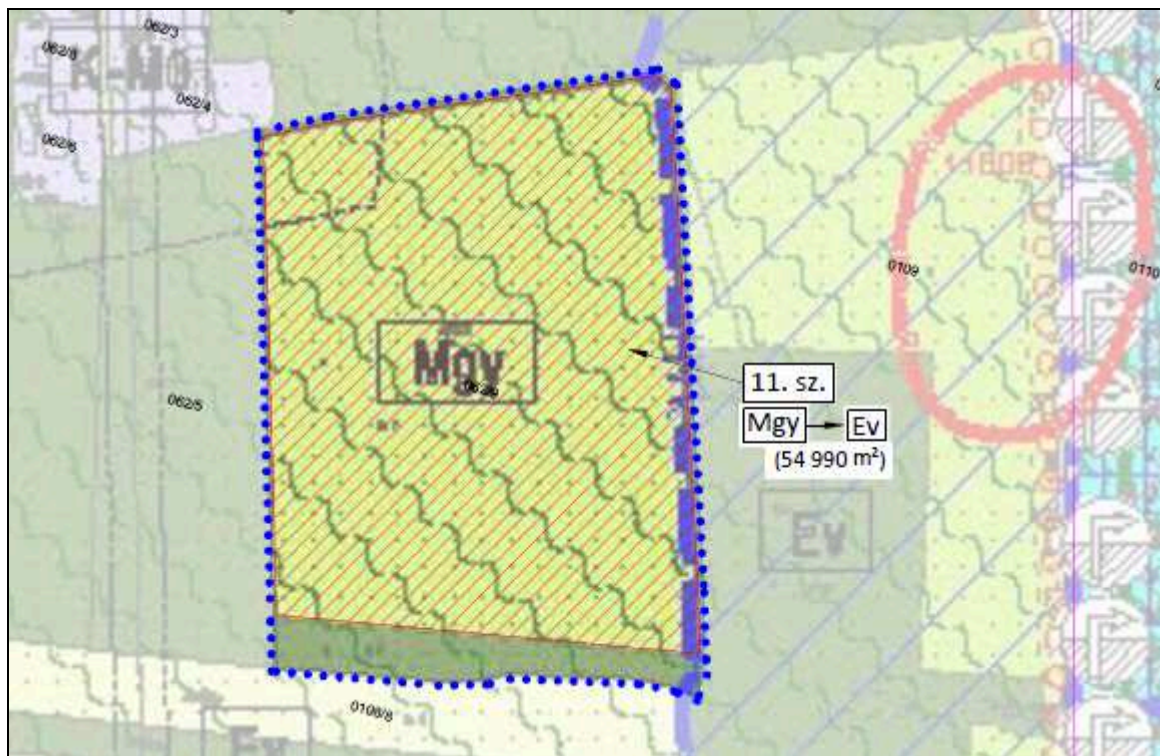 062/3
062/8
K-Mü
062/4
062/6
1808
0109
0110
Mgy
11. sz.
Mgy
Ev
(54 990 m²)
062/5
Ev
0108/8
Ev